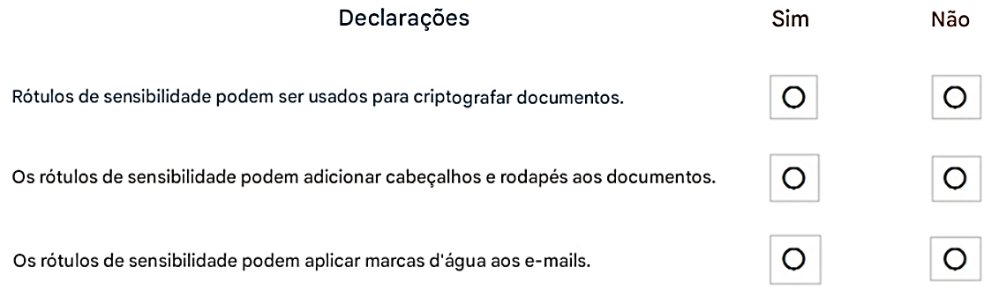 Declarações Sim Não
Rótulos de sensibilidade podem ser usados para criptografar documentos.
Os rótulos de sensibilidade podem adicionar cabeçalhos e rodapés aos documentos.
Os rótulos de sensibilidade podem aplicar marcas d'água aos e-mails.